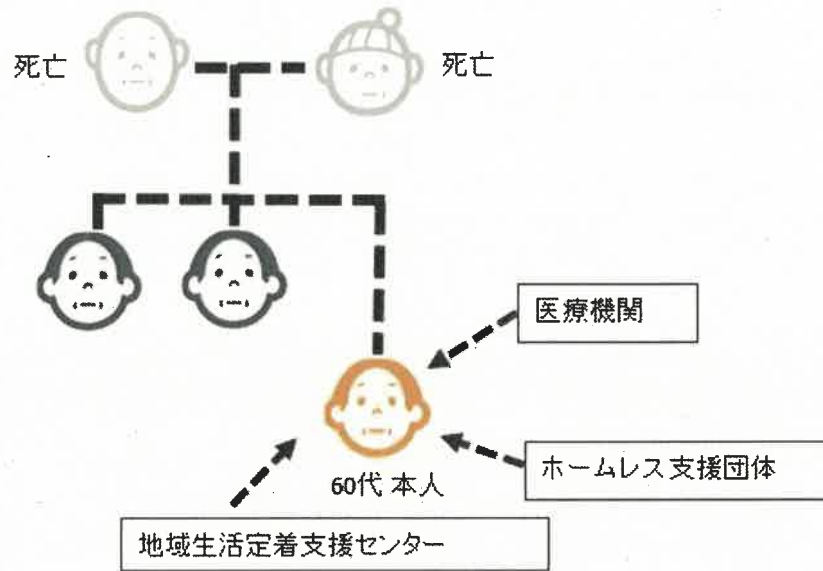 死亡
死亡
医療機関
ホームレス支援団体
60代 本人
地域生活定着支援センター